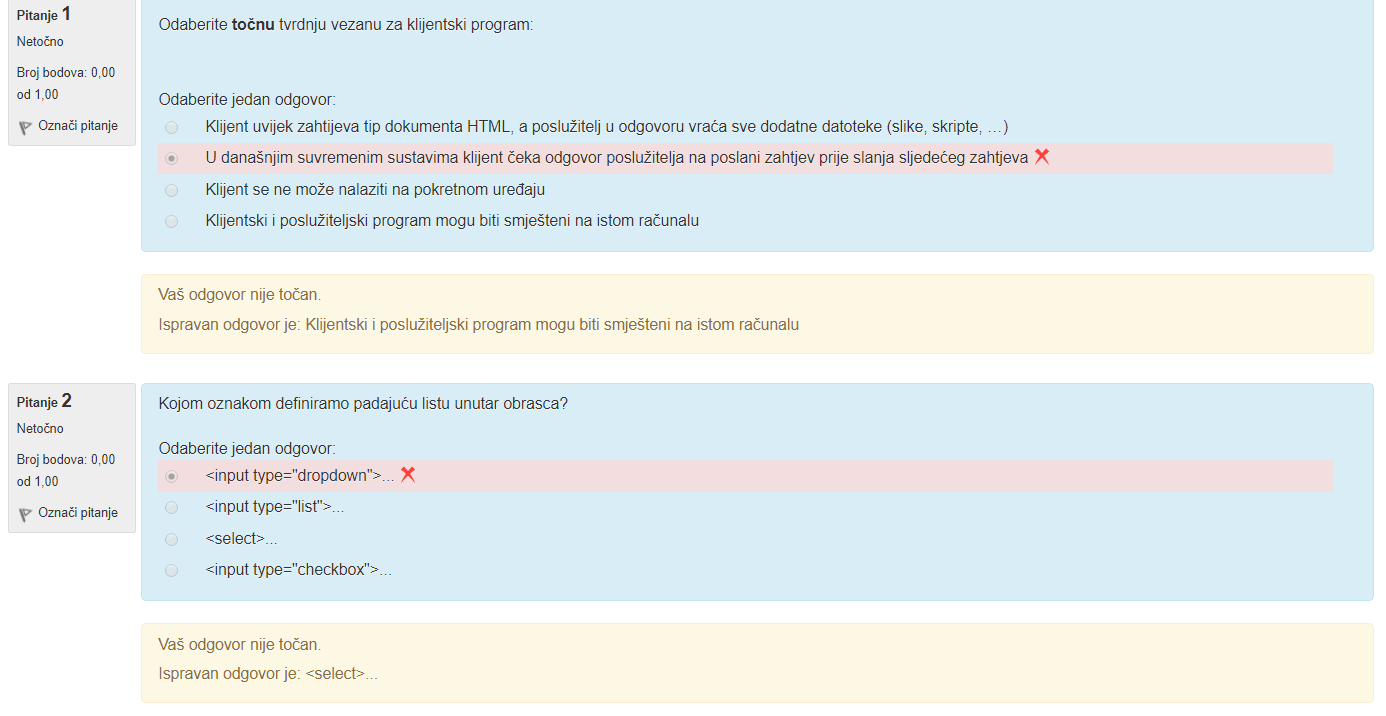 Pitanje 1
Netočno
Broj bodova: 0,00
od 1,00
Označi pitanje
Odaberite točnu tvrdnju vezanu za klijentski program:
Odaberite jedan odgovor:
Klijent uvijek zahtijeva tip dokumenta HTML, a poslužitelj u odgovoru vraća sve dodatne datoteke (slike, skripte, ...)
U današnjim suvremenim sustavima klijent čeka odgovor poslužitelja na poslani zahtjev prije slanja sljedećeg zahtjeva
Klijent se ne može nalaziti na pokretnom uređaju
Klijentski i poslužiteljski program mogu biti smješteni na istom računalu
Vaš odgovor nije točan.
Ispravan odgovor je: Klijentski i poslužiteljski program mogu biti smješteni na istom računalu
Pitanje 2
Netočno
Broj bodova: 0,00
od 1,00
Označi pitanje
Kojom oznakom definiramo padajuću listu unutar obrasca?
Odaberite jedan odgovor:
<input type="dropdown">...
<input type="list">...
<select>...
<input type="checkbox">...
Vaš odgovor nije točan.
Ispravan odgovor je: <select>...